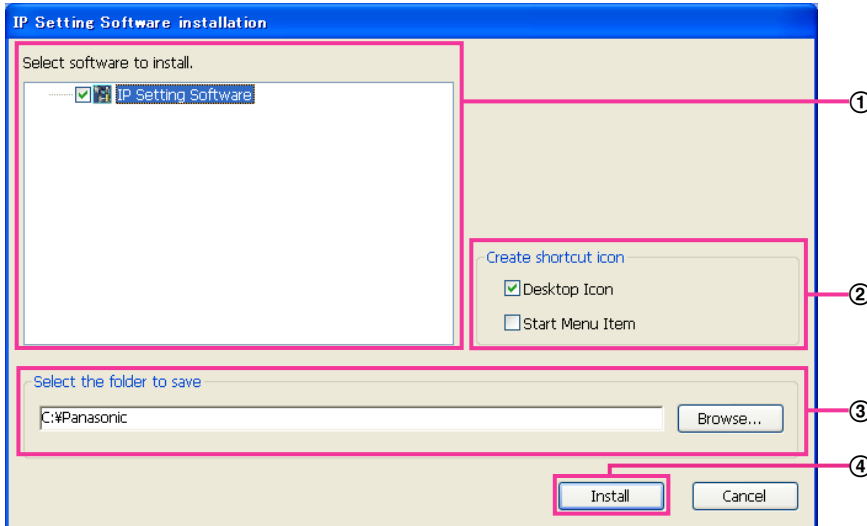 IP Setting Software installation
Select software to install.
IP Setting Software
①
Create shortcut icon
Desktop Icon
Start Menu Item
②
Select the folder to save
C:¥Panasonic
Browse...
③
④
Install
Cancel